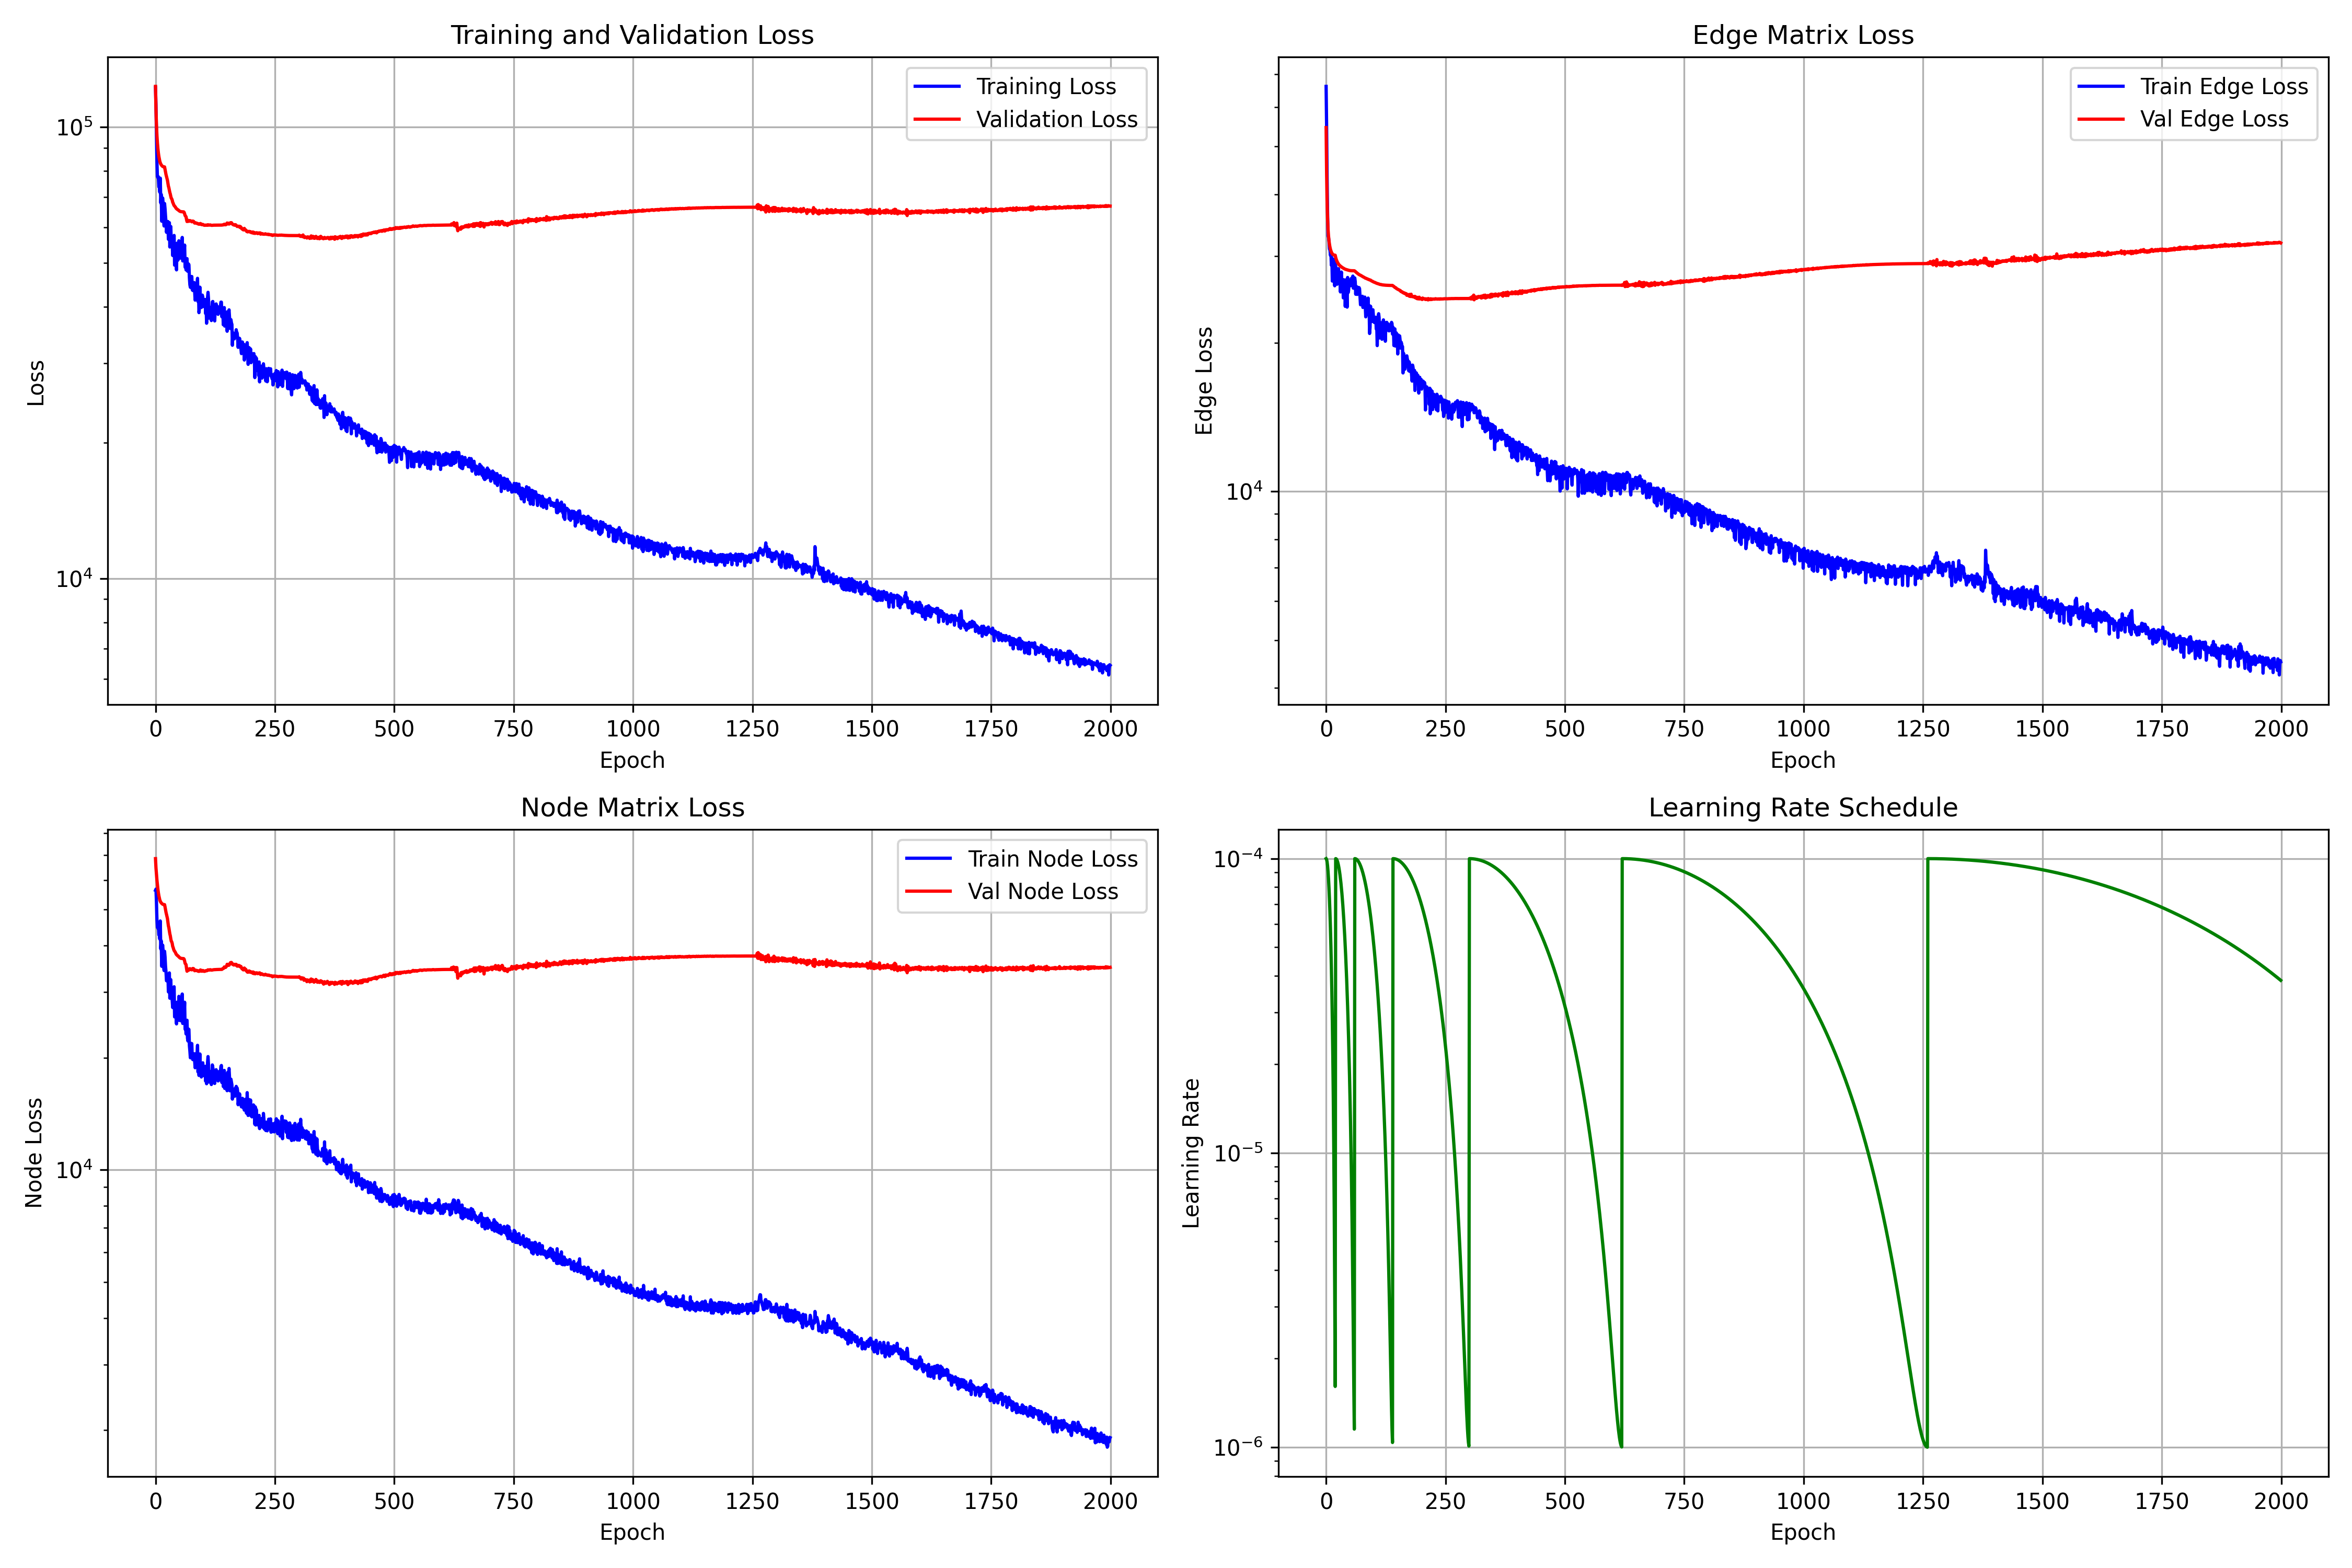 Training and Validation Loss
Training Loss
Validation Loss
10^5
10^4
Loss
0 250 500 750 1000 1250 1500 1750 2000
Epoch
Edge Matrix Loss
Train Edge Loss
Val Edge Loss
10^4
Edge Loss
0 250 500 750 1000 1250 1500 1750 2000
Epoch
Node Matrix Loss
Train Node Loss
Val Node Loss
10^4
Node Loss
0 250 500 750 1000 1250 1500 1750 2000
Epoch
Learning Rate Schedule
10^−4
10^−5
10^−6
Learning Rate
0 250 500 750 1000 1250 1500 1750 2000
Epoch